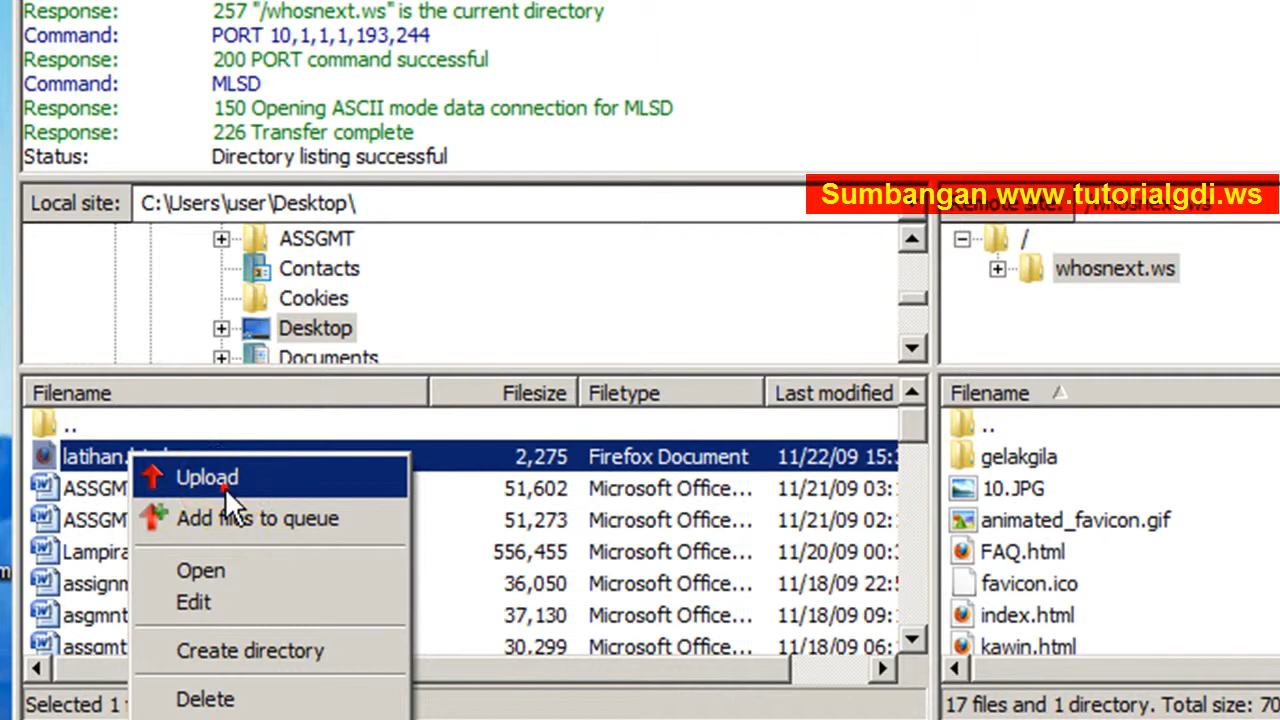 Response: 257 "/whosnext.ws" is the current directory
Command: PORT 10,1,1,1,193,244
Response: 200 PORT command successful
Command: MLSD
Response: 150 Opening ASCII mode data connection for MLSD
Response: 226 Transfer complete
Status: Directory listing successful
Sumbangan www.tutorialgdi.ws
Local site: C:\Users\user\Desktop\
Remote site: /whosnext.ws
ASSGMT
Contacts
Cookies
Desktop
Documents
/
whosnext.ws
Filename Filesize Filetype Last modified
..
latihan. 2,275 Firefox Document 11/22/09 15:
ASSGM 51,602 Microsoft Office... 11/21/09 03:
ASSGM 51,273 Microsoft Office... 11/21/09 02:
Lampira 556,455 Microsoft Office... 11/20/09 00:
assignm 36,050 Microsoft Office... 11/18/09 22:
asgmnt 37,130 Microsoft Office... 11/18/09 09:
assgmt 30,299 Microsoft Office... 11/18/09 06:
Selected 1
Upload
Add files to queue
Open
Edit
Create directory
Delete
Filename
..
gelakgila
10.JPG
animated_favicon.gif
FAQ.html
favicon.ico
index.html
kawin.html
17 files and 1 directory. Total size: 70